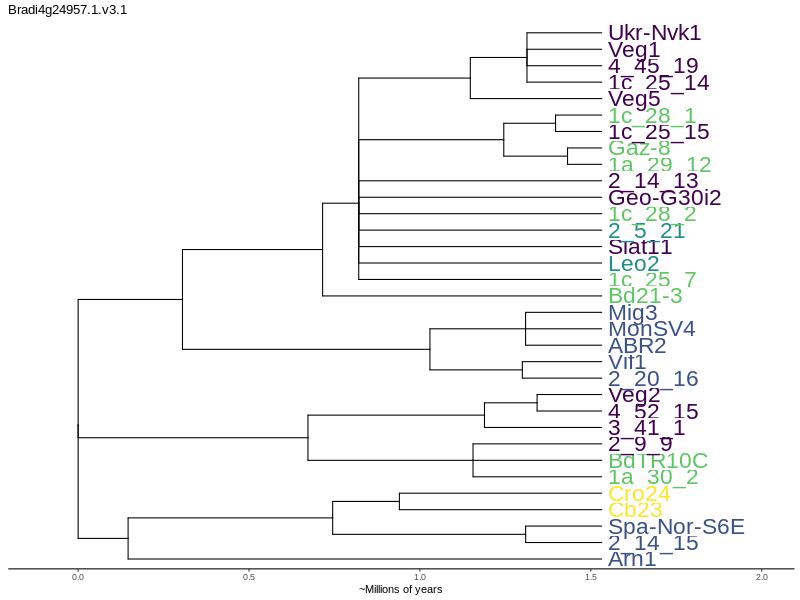 Bradi4g24957.1.v3.1
Ukr-Nvk1
Veg1
4_45_19
1c_25_14
Veg5
1c_28_1
1c_25_15
Gaz-8
1a_29_12
2_14_13
Geo-G30i2
1c_28_2
2_5_21
Slat11
Leo2
1c_25_7
Bd21-3
Mig3
MonSV4
ABR2
Vif1
2_20_16
Veg2
4_52_15
3_41_1
2_9_9
BdTR10C
1a_30_2
Cro24
Cb23
Spa-Nor-S6E
2_14_15
Arn1
0.0 0.5 1.0 1.5 2.0
~Millions of years